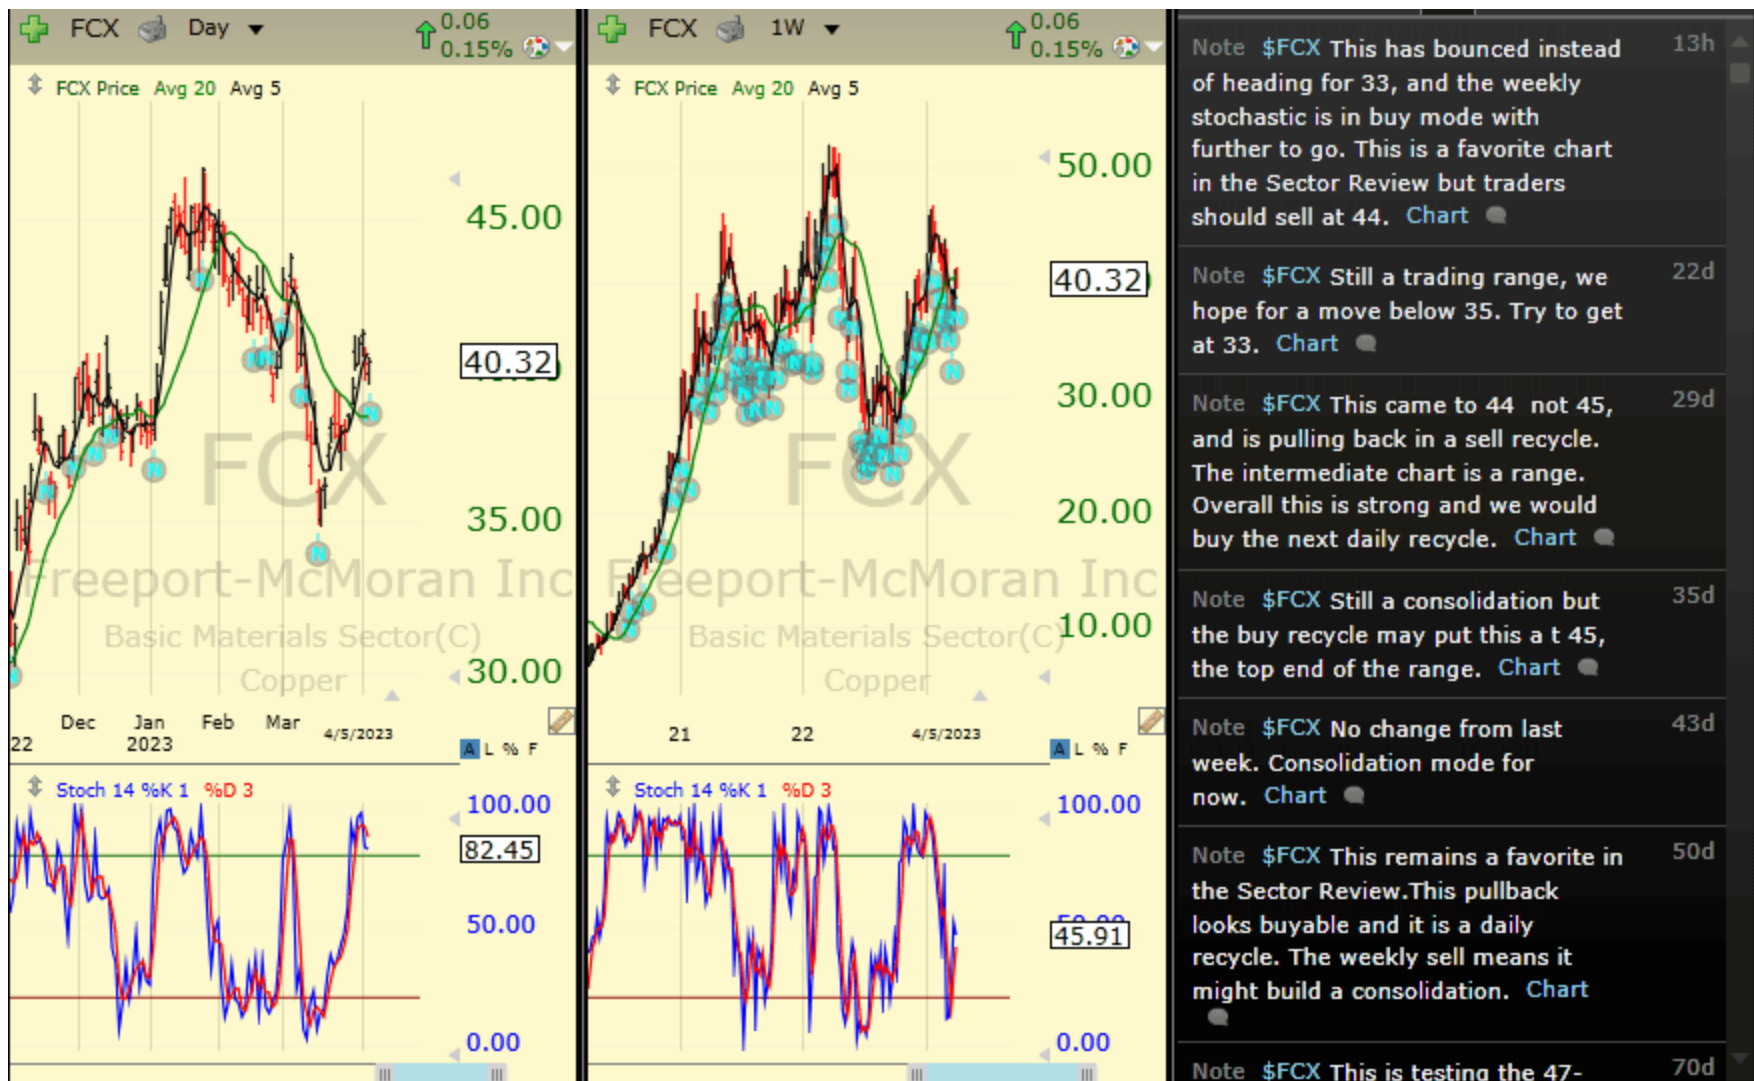 FCX Day 0.06
0.15%
FCX Price Avg 20 Avg 5
45.00
40.32
35.00
30.00
FCX
Freeport-McMoran Inc
Basic Materials Sector(C)
Copper
Dec Jan Feb Mar
22 2023 4/5/2023
A L % F
Stoch 14 %K 1 %D 3
100.00
82.45
50.00
0.00
FCX 1W 0.06
0.15%
FCX Price Avg 20 Avg 5
50.00
40.32
30.00
20.00
10.00
FCX
Freeport-McMoran Inc
Basic Materials Sector(C)
Copper
21 22 4/5/2023
A L % F
Stoch 14 %K 1 %D 3
100.00
50.00
45.91
0.00
Note $FCX This has bounced instead 13h
of heading for 33, and the weekly
stochastic is in buy mode with
further to go. This is a favorite chart
in the Sector Review but traders
should sell at 44. Chart
Note $FCX Still a trading range, we 22d
hope for a move below 35. Try to get
at 33. Chart
Note $FCX This came to 44 not 45, 29d
and is pulling back in a sell recycle.
The intermediate chart is a range.
Overall this is strong and we would
buy the next daily recycle. Chart
Note $FCX Still a consolidation but 35d
the buy recycle may put this a t 45,
the top end of the range. Chart
Note $FCX No change from last 43d
week. Consolidation mode for
now. Chart
Note $FCX This remains a favorite in 50d
the Sector Review.This pullback
looks buyable and it is a daily
recycle. The weekly sell means it
might build a consolidation. Chart
Note $FCX This is testing the 47- 70d